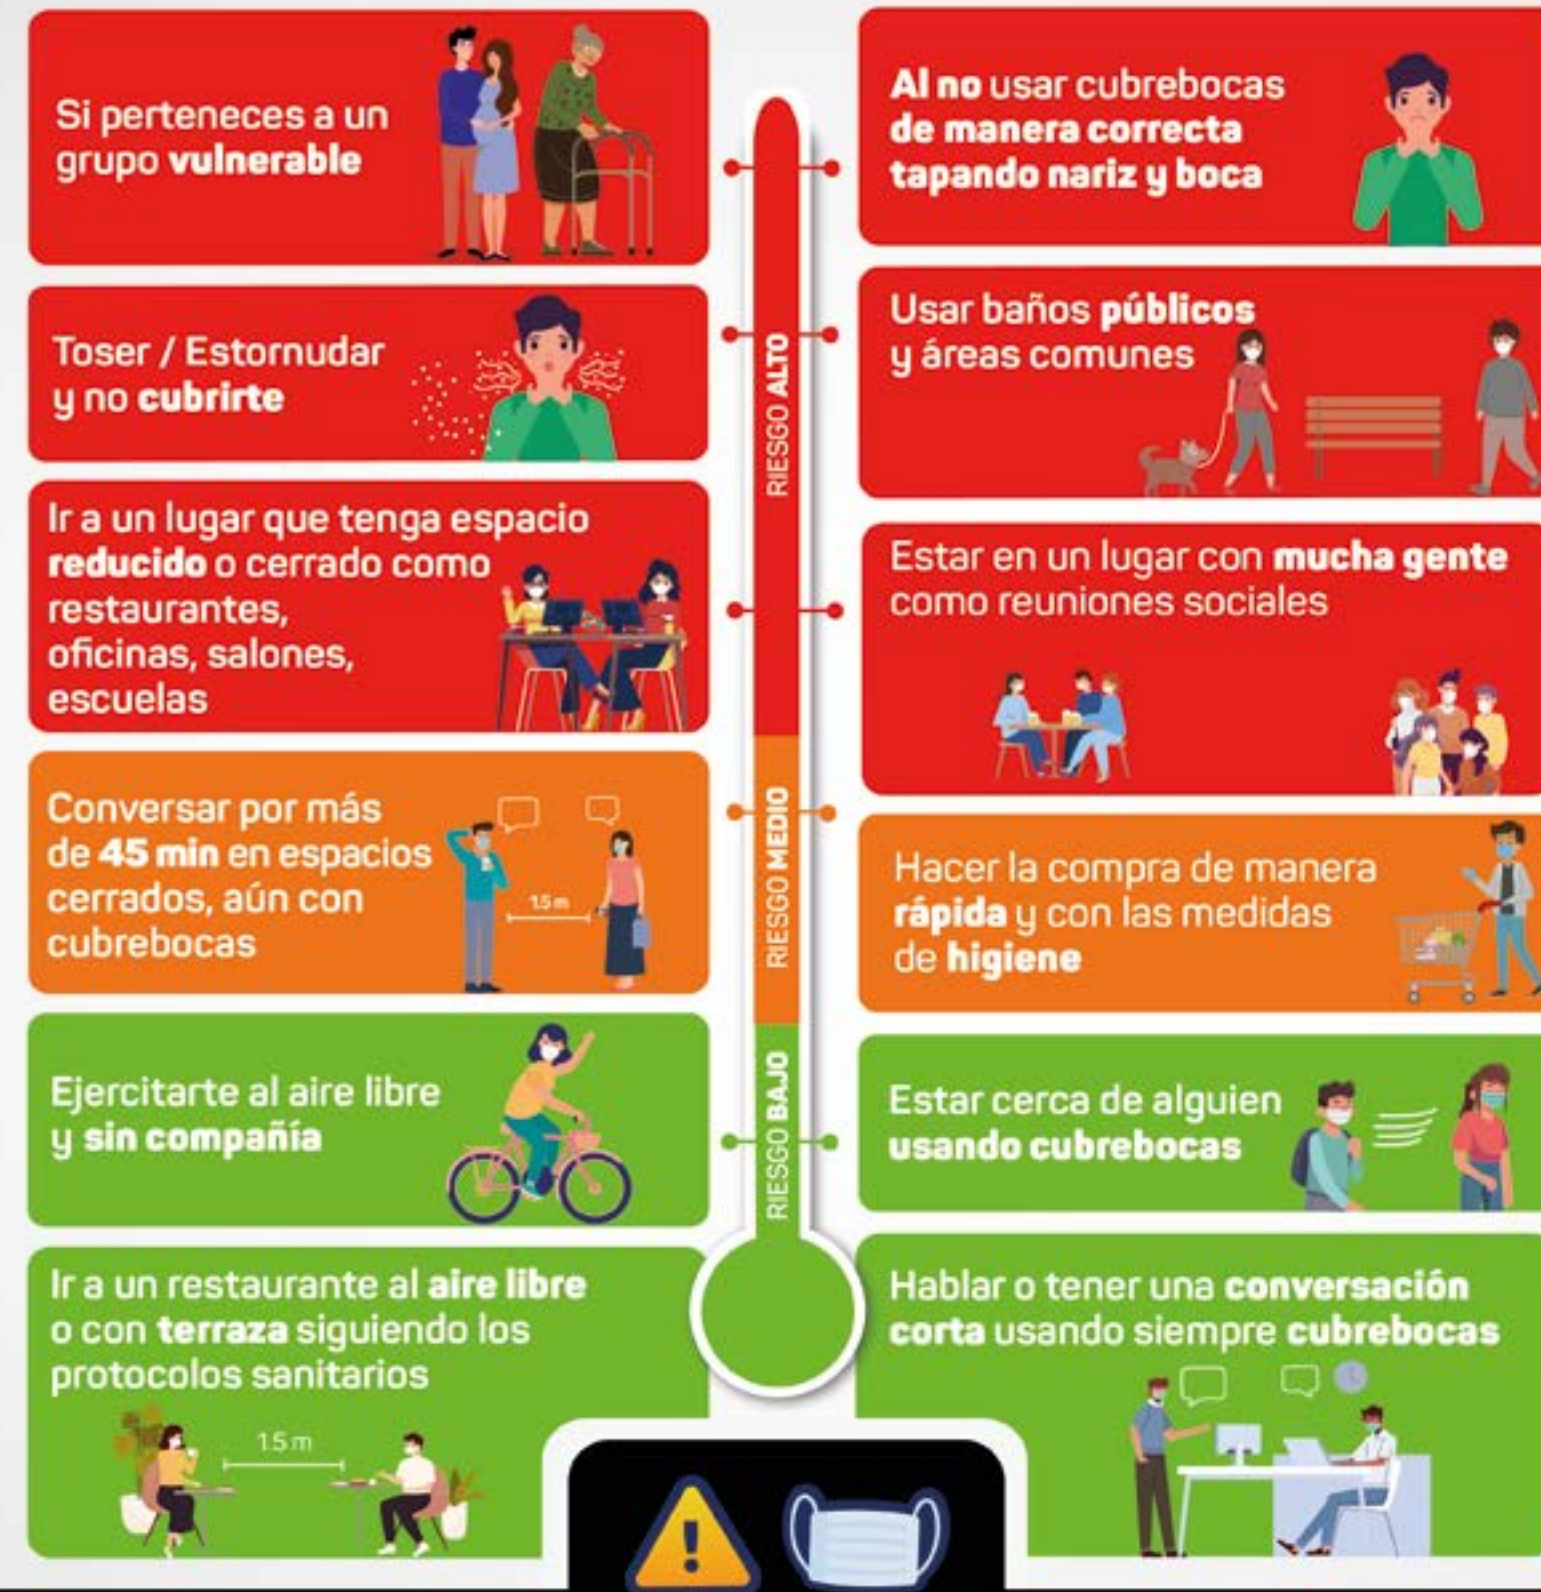 Si perteneces a un
grupo vulnerable
Al no usar cubrebocas
de manera correcta
tapando nariz y boca
Toser / Estornudar
y no cubrirte
Usar baños públicos
y áreas comunes
RIESGO ALTO
Ir a un lugar que tenga espacio
reducido o cerrado como
restaurantes,
oficinas, salones,
escuelas
Estar en un lugar con mucha gente
como reuniones sociales
Conversar por más
de 45 min en espacios
cerrados, aún con
cubrebocas
1.5 m
RIESGO MEDIO
Hacer la compra de manera
rápida y con las medidas
de higiene
Ejercitarte al aire libre
y sin compañía
RIESGO BAJO
Estar cerca de alguien
usando cubrebocas
Ir a un restaurante al aire libre
o con terraza siguiendo los
protocolos sanitarios
1.5 m
Hablar o tener una conversación
corta usando siempre cubrebocas